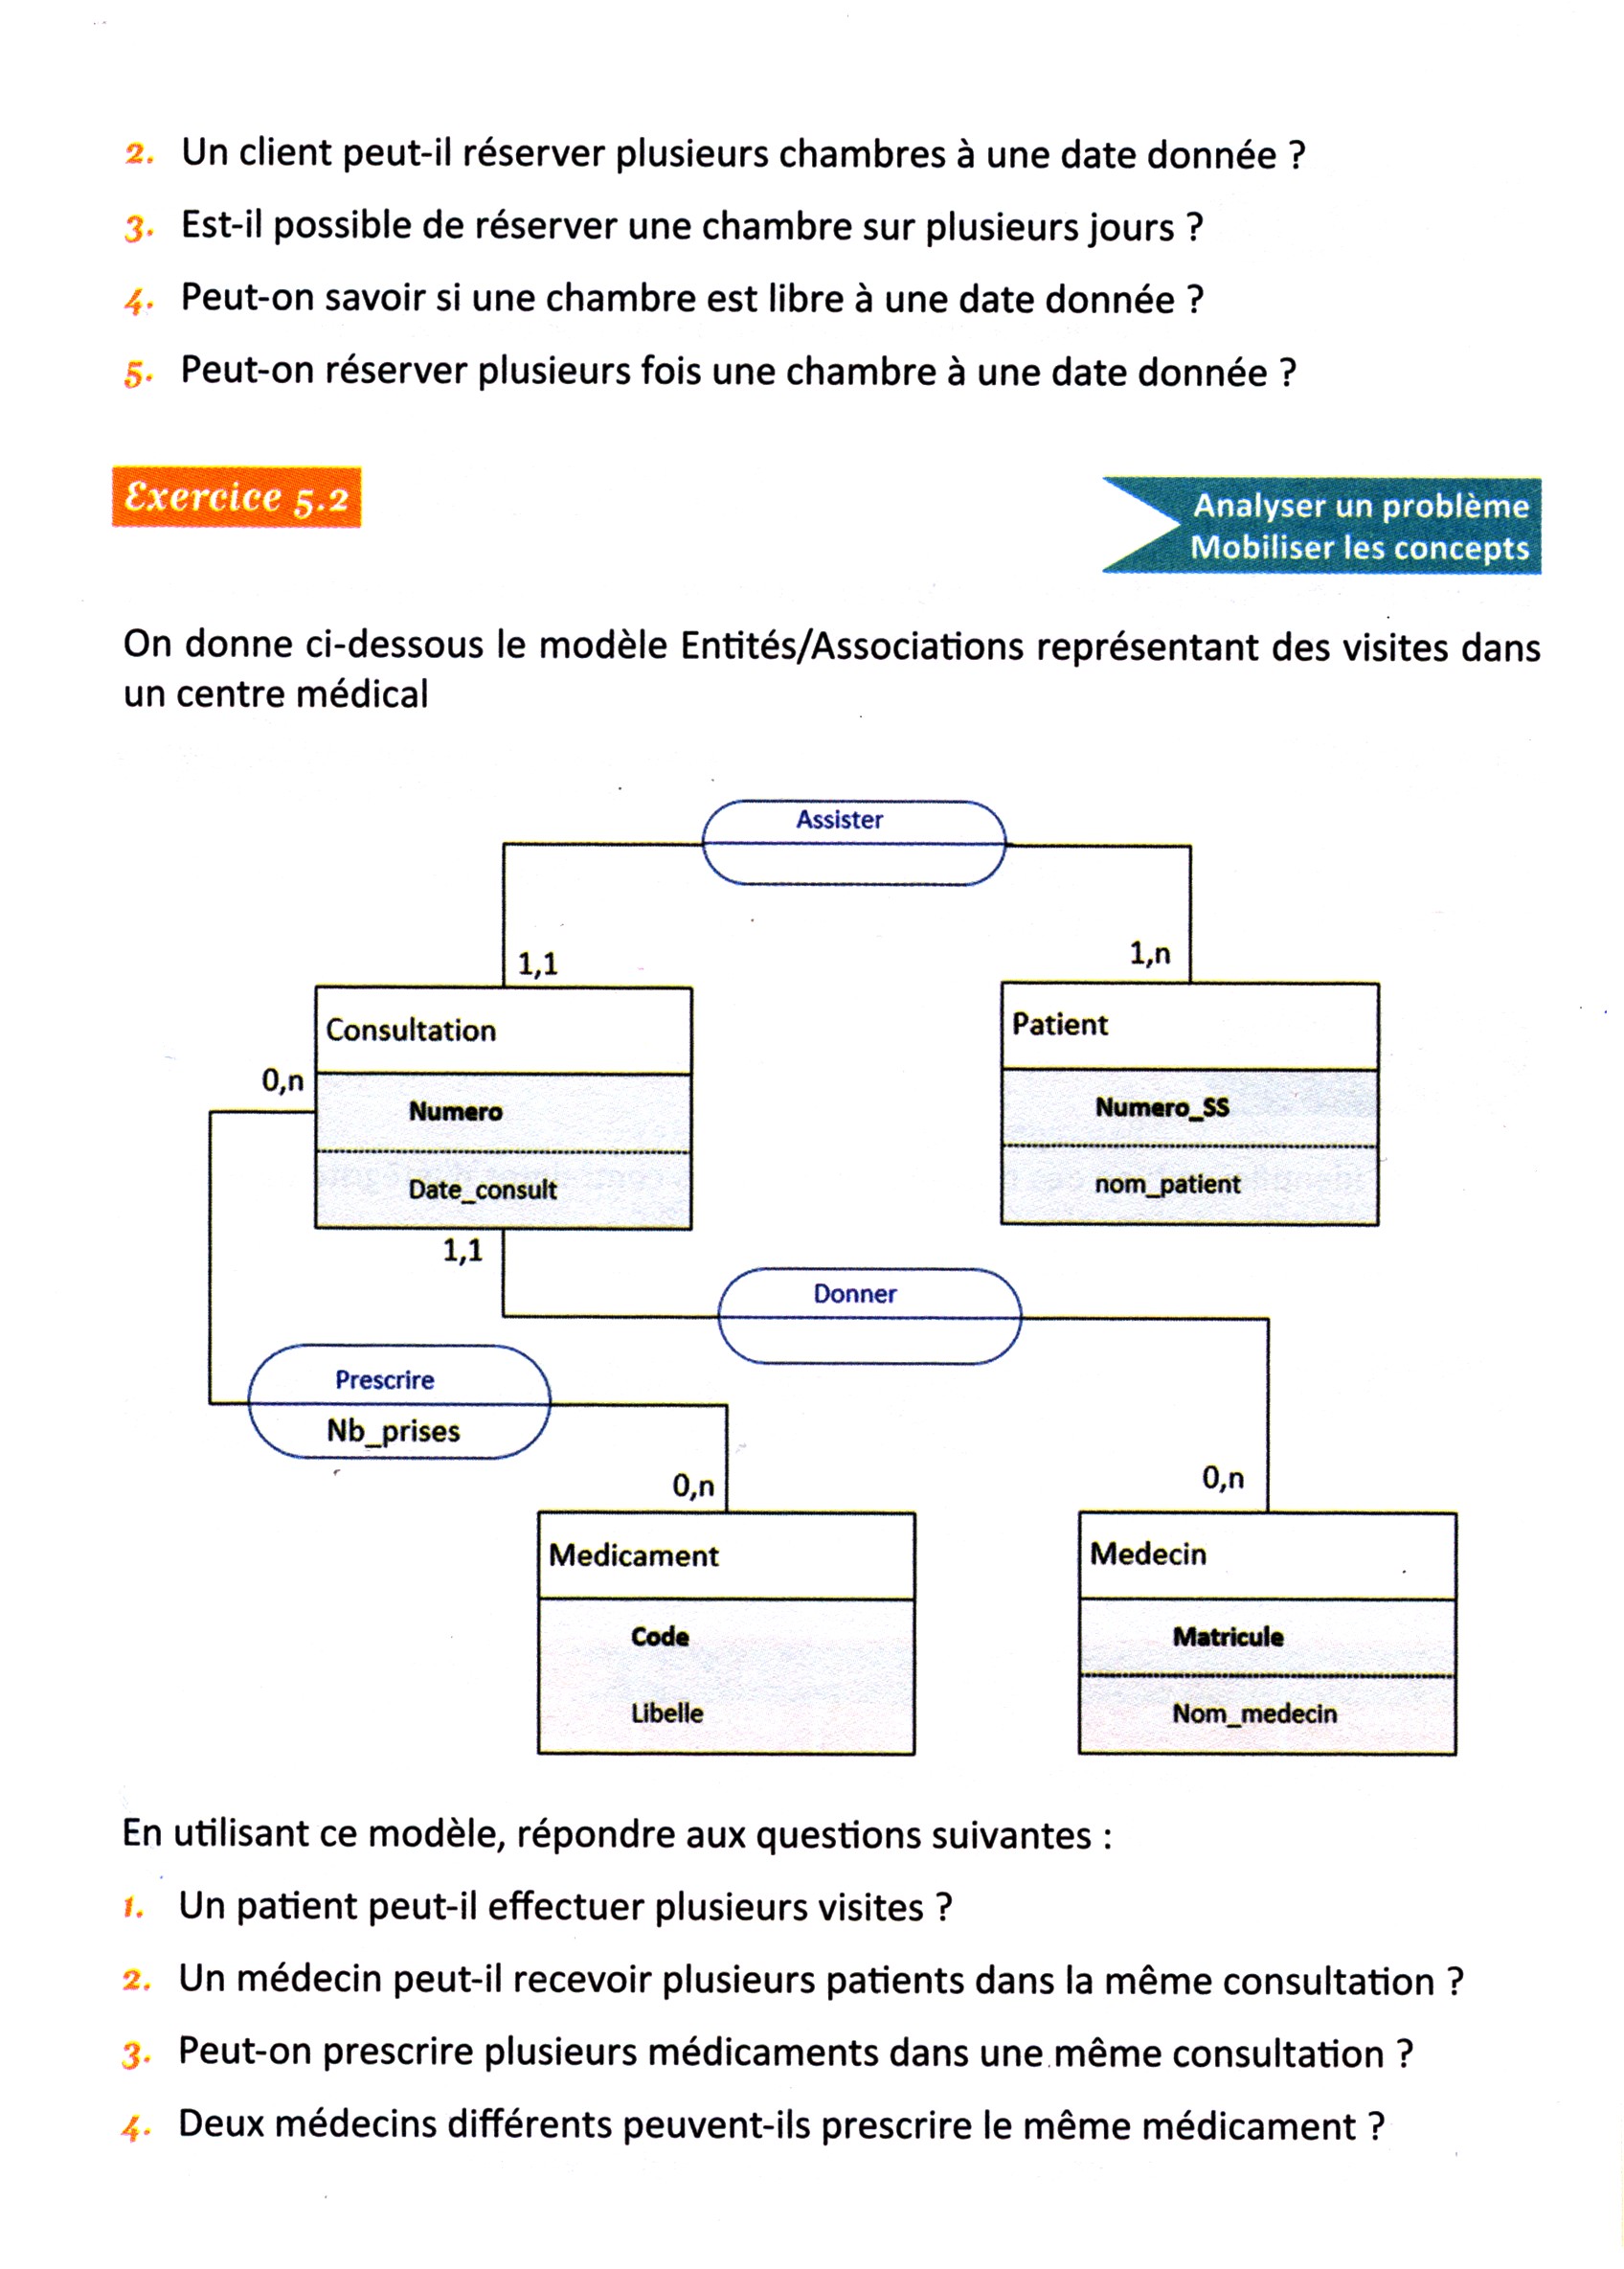 2. Un client peut-il réserver plusieurs chambres à une date donnée ?
3. Est-il possible de réserver une chambre sur plusieurs jours ?
4. Peut-on savoir si une chambre est libre à une date donnée ?
5. Peut-on réserver plusieurs fois une chambre à une date donnée ?
Exercice 5.2
Analyser un problème
Mobiliser les concepts
On donne ci-dessous le modèle Entités/Associations représentant des visites dans
un centre médical
Assister
1,1
1,n
Consultation
Patient
0,n
Numero
Numero_SS
Date_consult
nom_patient
1,1
Donner
Prescrire
Nb_prises
0,n
0,n
Medicament
Medecin
Code
Matricule
Libelle
Nom_medecin
En utilisant ce modèle, répondre aux questions suivantes :
1. Un patient peut-il effectuer plusieurs visites ?
2. Un médecin peut-il recevoir plusieurs patients dans la même consultation ?
3. Peut-on prescrire plusieurs médicaments dans une même consultation ?
4. Deux médecins différents peuvent-ils prescrire le même médicament ?